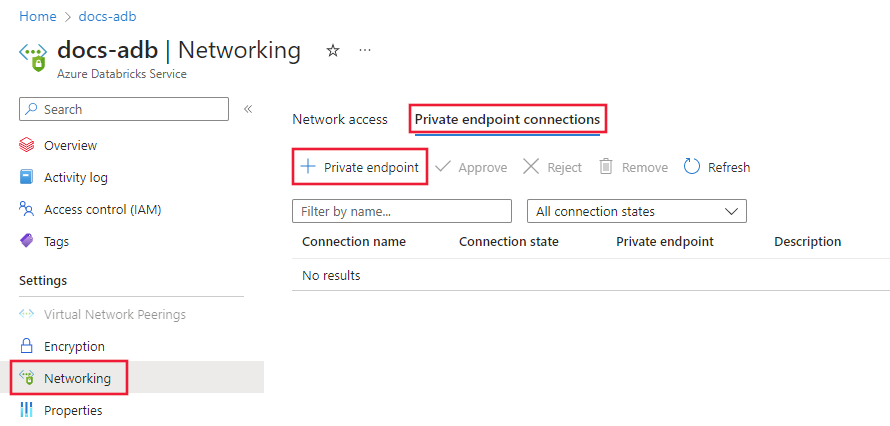 Home > docs-adb
docs-adb | Networking
Azure Databricks Service
Search
Overview
Activity log
Access control (IAM)
Tags
Settings
Virtual Network Peerings
Encryption
Networking
Properties
Network access Private endpoint connections
Private endpoint Approve Reject Remove Refresh
Filter by name... All connection states
Connection name Connection state Private endpoint Description
No results